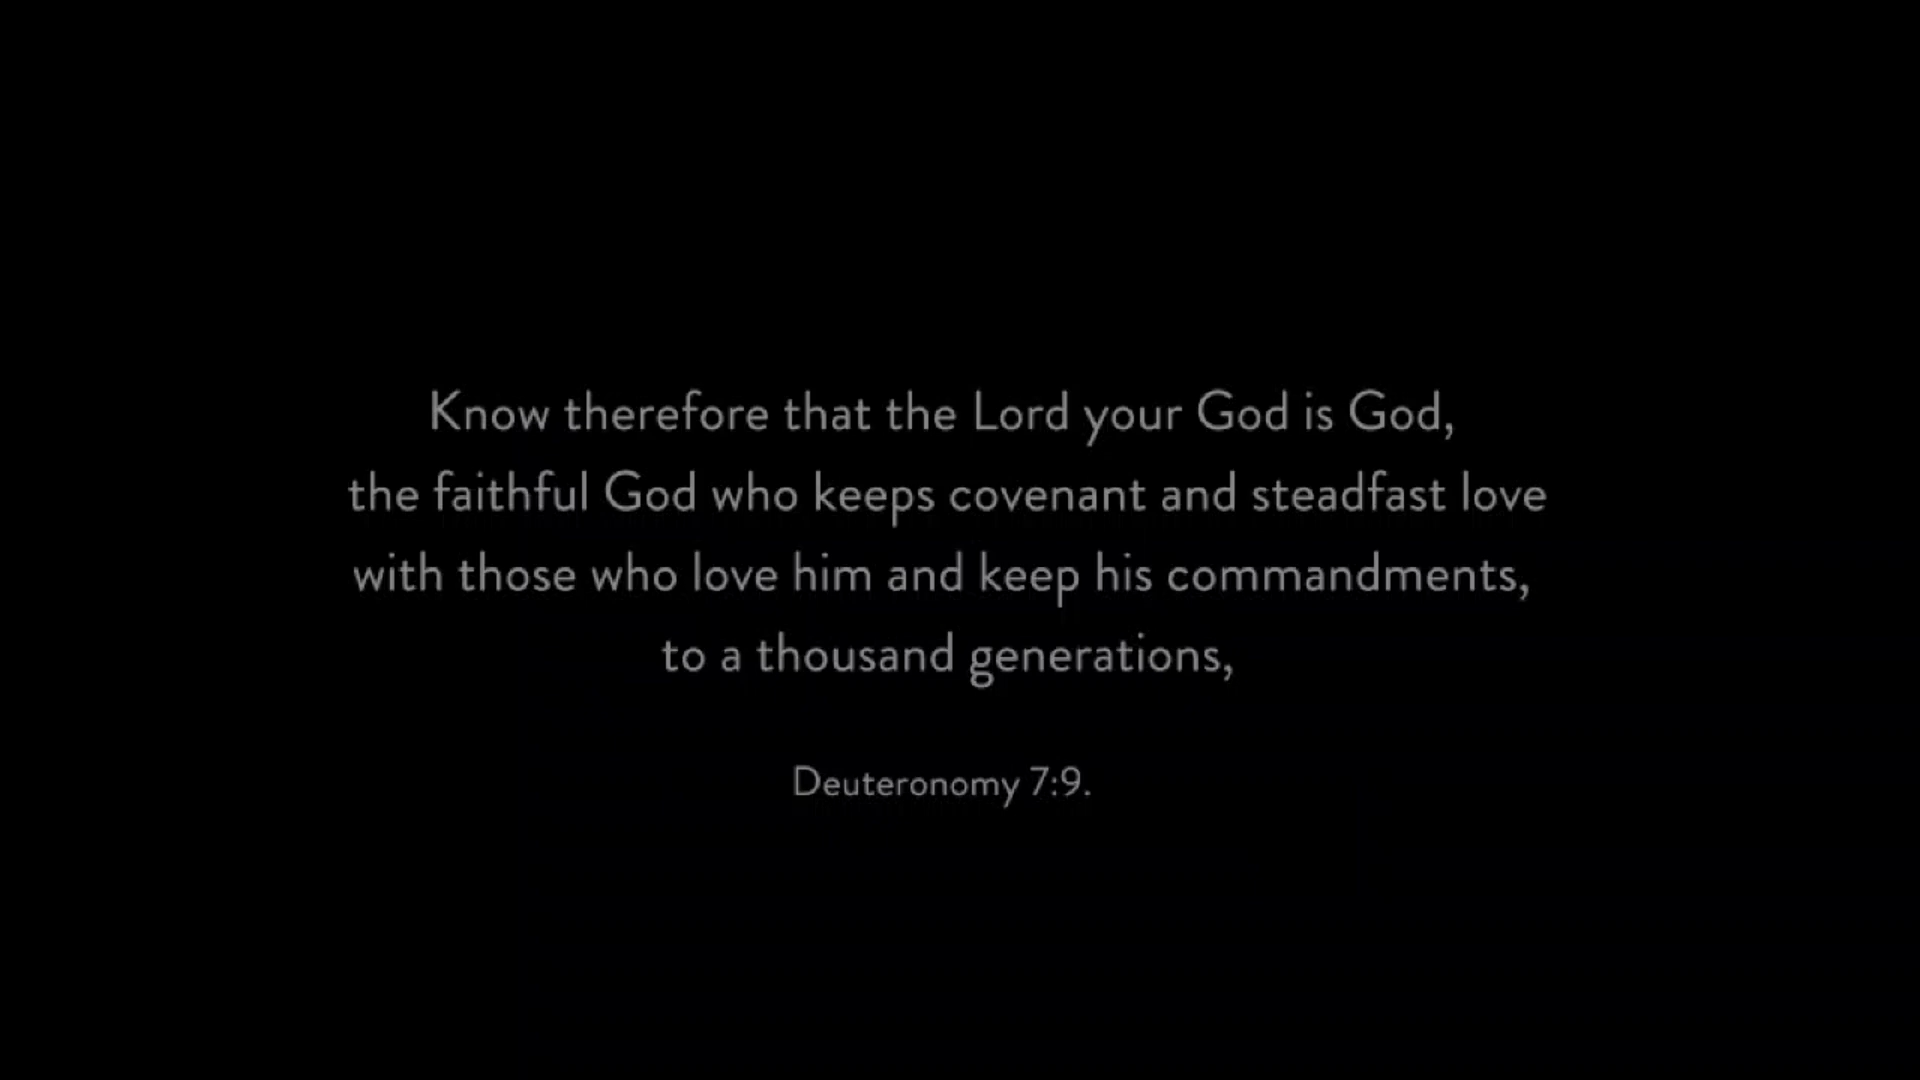 Know therefore that the Lord your God is God,
the faithful God who keeps covenant and steadfast love
with those who love him and keep his commandments,
to a thousand generations,
Deuteronomy 7:9.